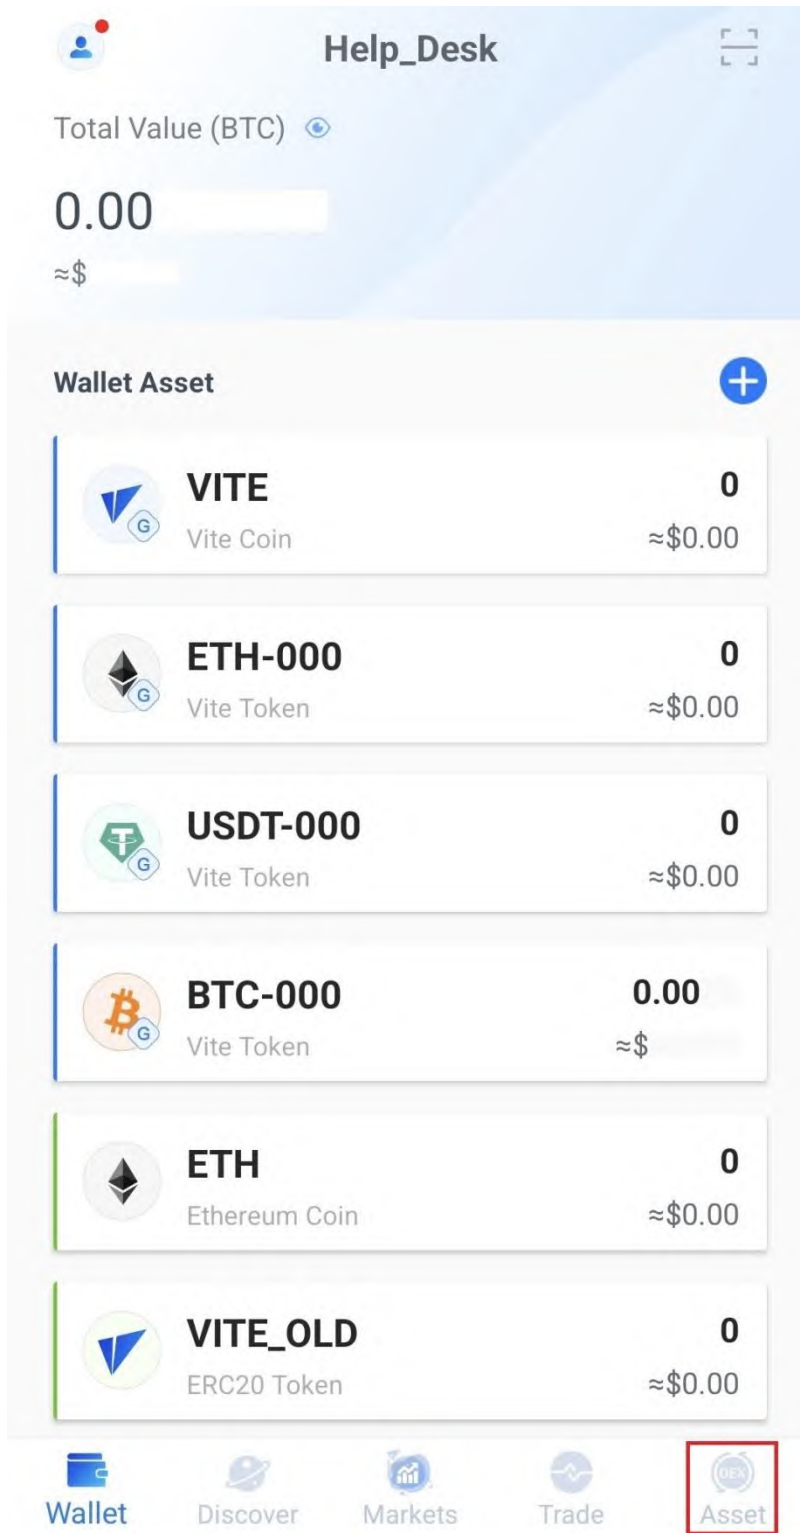 Help_Desk
Total Value (BTC)
0.00
≈$
Wallet Asset
VITE
0
G
Vite Coin
≈$0.00
ETH-000
0
G
Vite Token
≈$0.00
USDT-000
0
G
Vite Token
≈$0.00
BTC-000
0.00
G
Vite Token
≈$
ETH
0
Ethereum Coin
≈$0.00
VITE_OLD
0
ERC20 Token
≈$0.00
DEX
Wallet
Discover
Markets
Trade
Asset